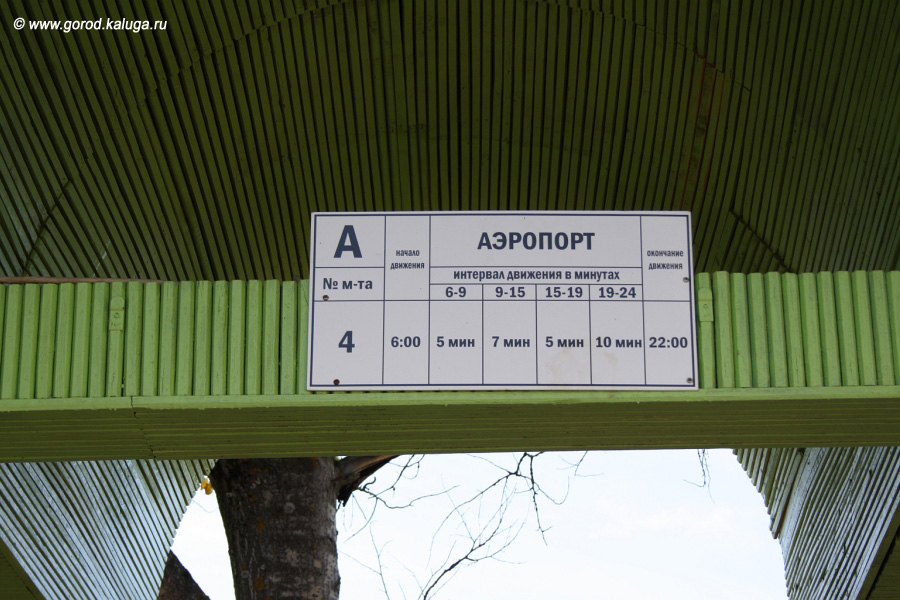 © www.gorod.kaluga.ru
А
начало
движения
АЭРОПОРТ
окончание
движения
№ м-та
интервал движения в минутах
6-9 9-15 15-19 19-24
4 6:00 5 мин 7 мин 5 мин 10 мин 22:00